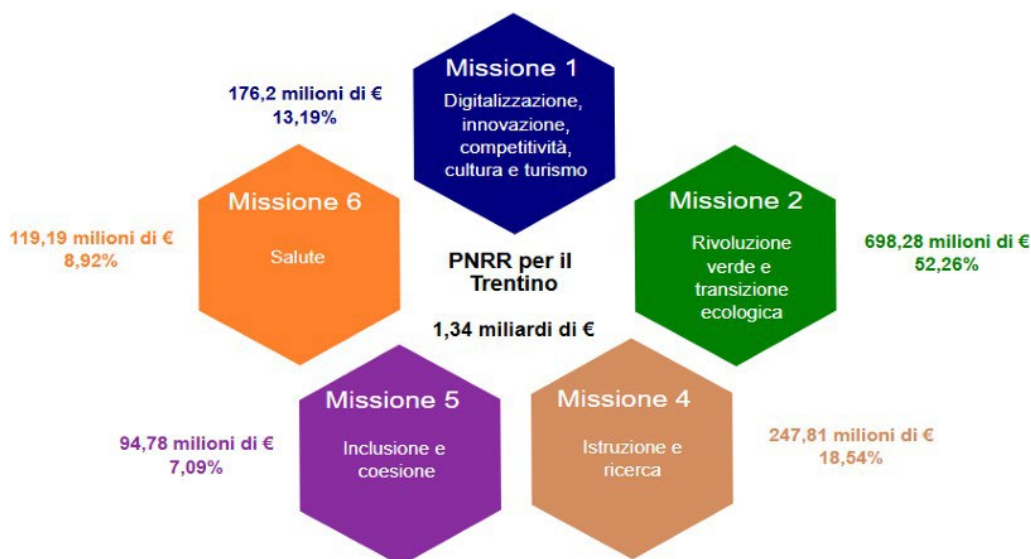 Missione 1
Digitalizzazione,
innovazione,
competitività,
cultura e turismo
176,2 milioni di €
13,19%
Missione 2
Rivoluzione
verde e
transizione
ecologica
698,28 milioni di €
52,26%
Missione 4
Istruzione e
ricerca
247,81 milioni di €
18,54%
Missione 5
Inclusione e
coesione
94,78 milioni di €
7,09%
Missione 6
Salute
119,19 milioni di €
8,92%
PNRR per il
Trentino
1,34 miliardi di €